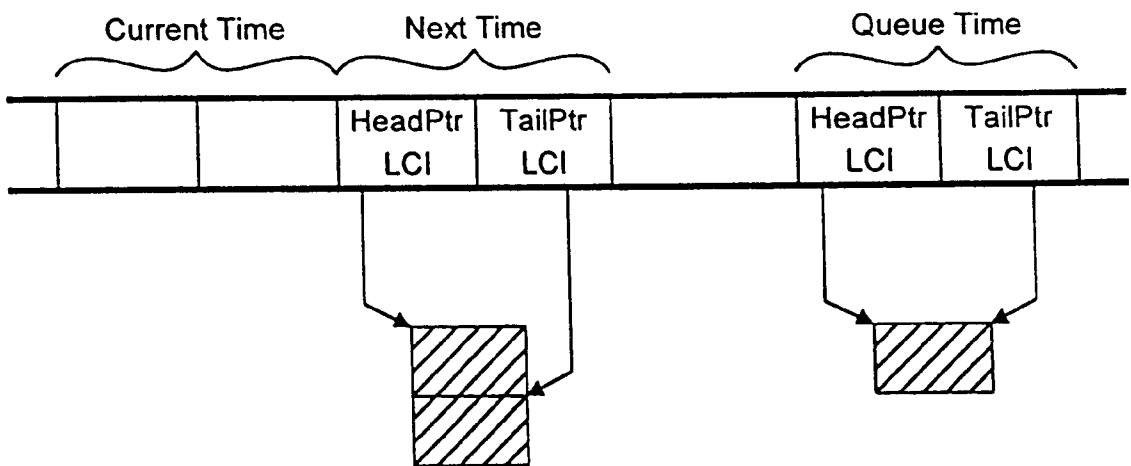 Current Time
Next Time
Queue Time
HeadPtr
LCI
TailPtr
LCI
HeadPtr
LCI
TailPtr
LCI